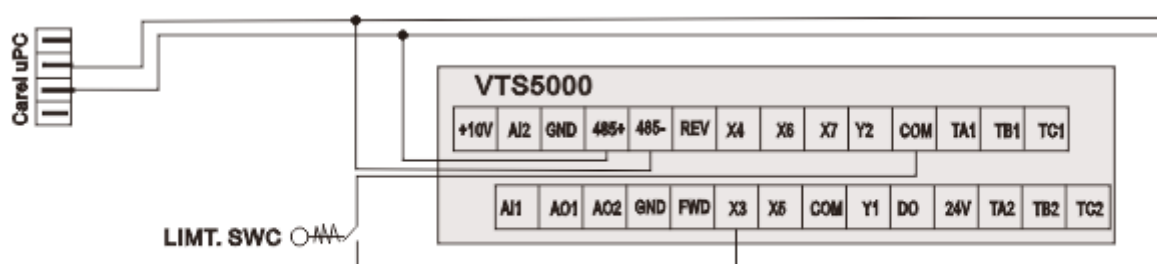 Carel uPC
VTS5000
+10V AI2 GND 485+ 485- REV X4 X6 X7 Y2 COM TA1 TB1 TC1
AI1 AO1 AO2 GND FWD X3 X5 COM Y1 DO 24V TA2 TB2 TC2
LIMT. SWC